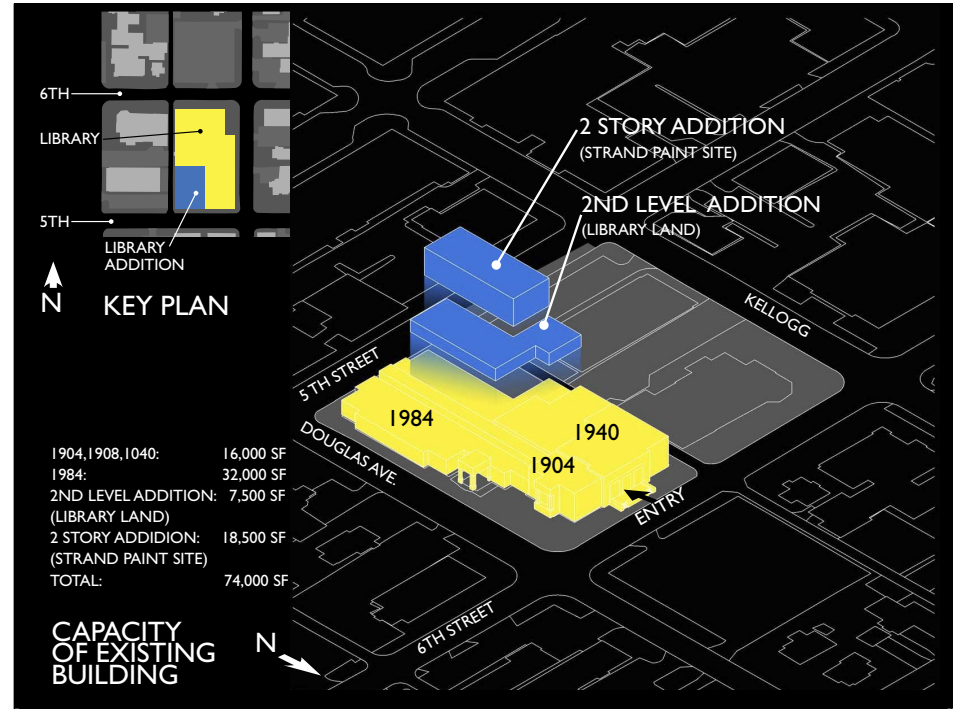 6TH
LIBRARY
5TH
LIBRARY
ADDITION
N
KEY PLAN
2 STORY ADDITION
(STRAND PAINT SITE)
2ND LEVEL ADDITION
(LIBRARY LAND)
KELLOGG
5 TH STREET
DOUGLAS AVE.
1984
1940
1904
ENTRY
6TH STREET
1904,1908,1040: 16,000 SF
1984: 32,000 SF
2ND LEVEL ADDITION: 7,500 SF
(LIBRARY LAND)
2 STORY ADDIDION: 18,500 SF
(STRAND PAINT SITE)
TOTAL: 74,000 SF
CAPACITY
OF EXISTING
BUILDING
N